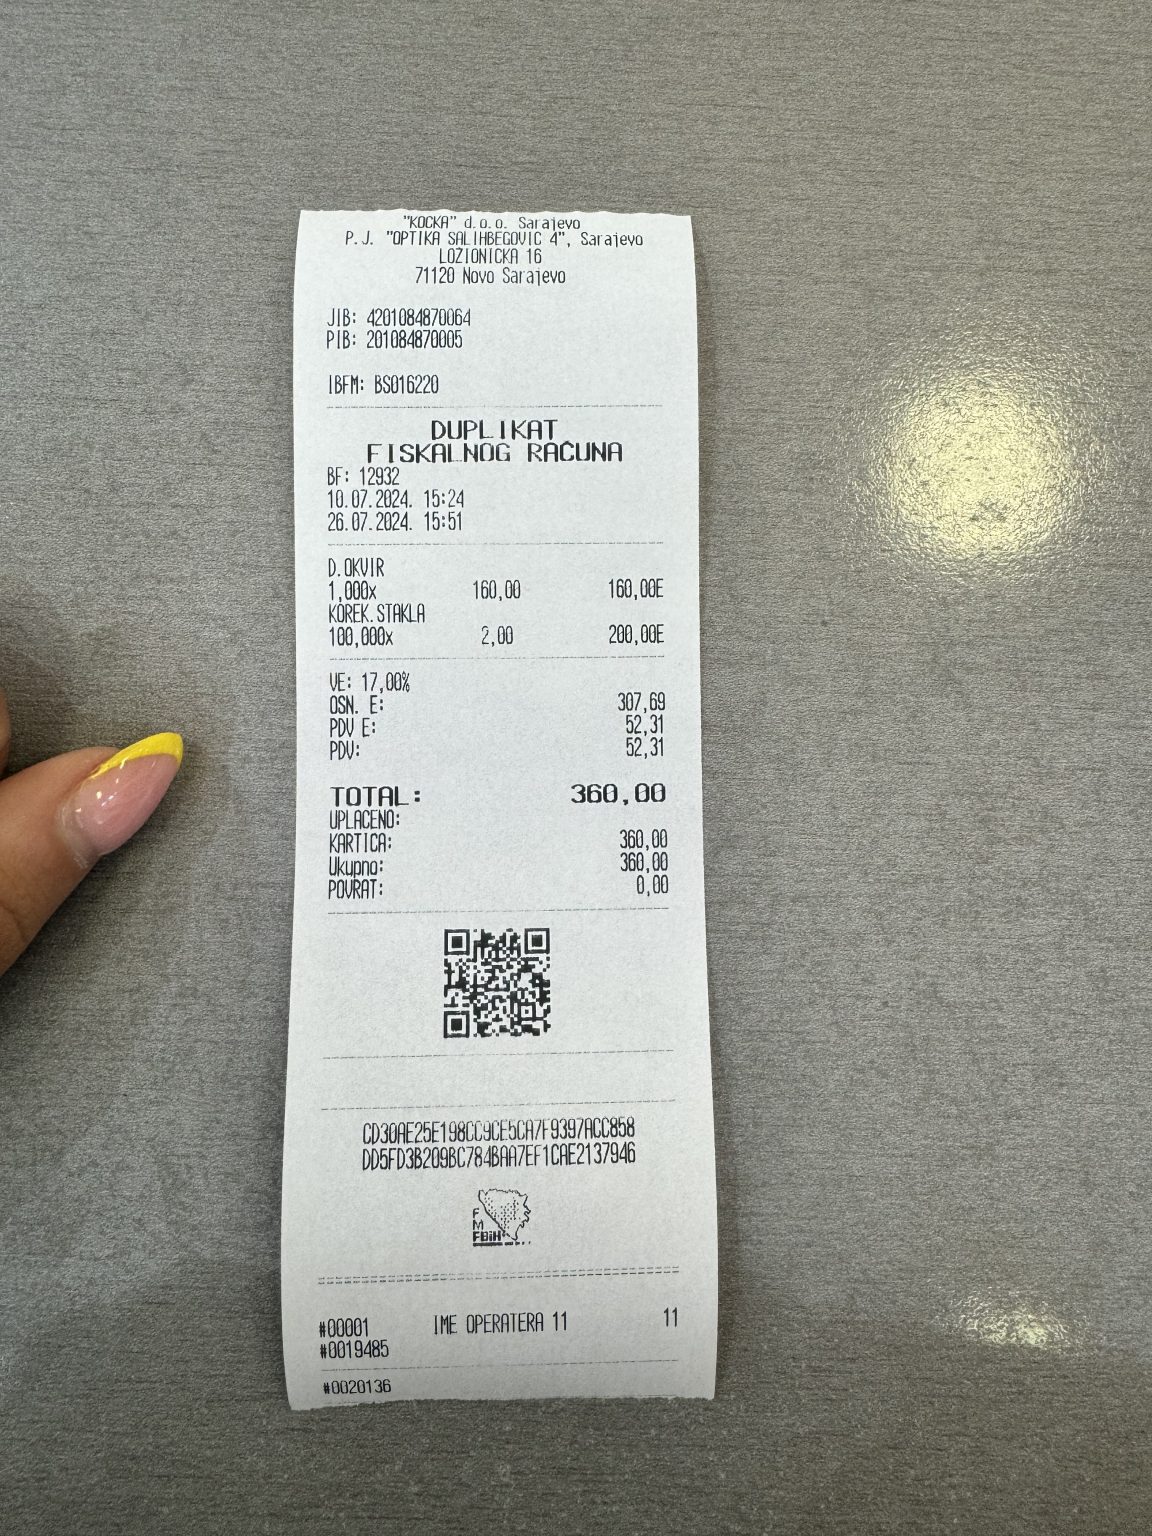 "KOCKA" d.o.o. Sarajevo
P.J. "OPTIKA SALIHBEGOVIC 4", Sarajevo
LOZIONICKA 16
71120 Novo Sarajevo
JIB: 4201084870064
PIB: 201084870005
IBFM: BS016220
DUPLIKAT
FISKALNOG RAČUNA
BF: 12932
10.07.2024. 15:24
26.07.2024. 15:51
D.OKVIR
1,000x 160,00 160,00E
KOREK.STAKLA
100,000x 2,00 200,00E
VE: 17,00%
OSN. E: 307,69
PDV E: 52,31
PDV: 52,31
TOTAL: 360,00
UPLACENO:
KARTICA: 360,00
Ukupno: 360,00
POVRAT: 0,00
CD30AE25E198CC9CE5CA7F9397ACC858
DD5FD3B209BC784BAA7EF1CAE2137946
F
M
FBiH
#00001 IME OPERATERA 11 11
#0019485
#0020136